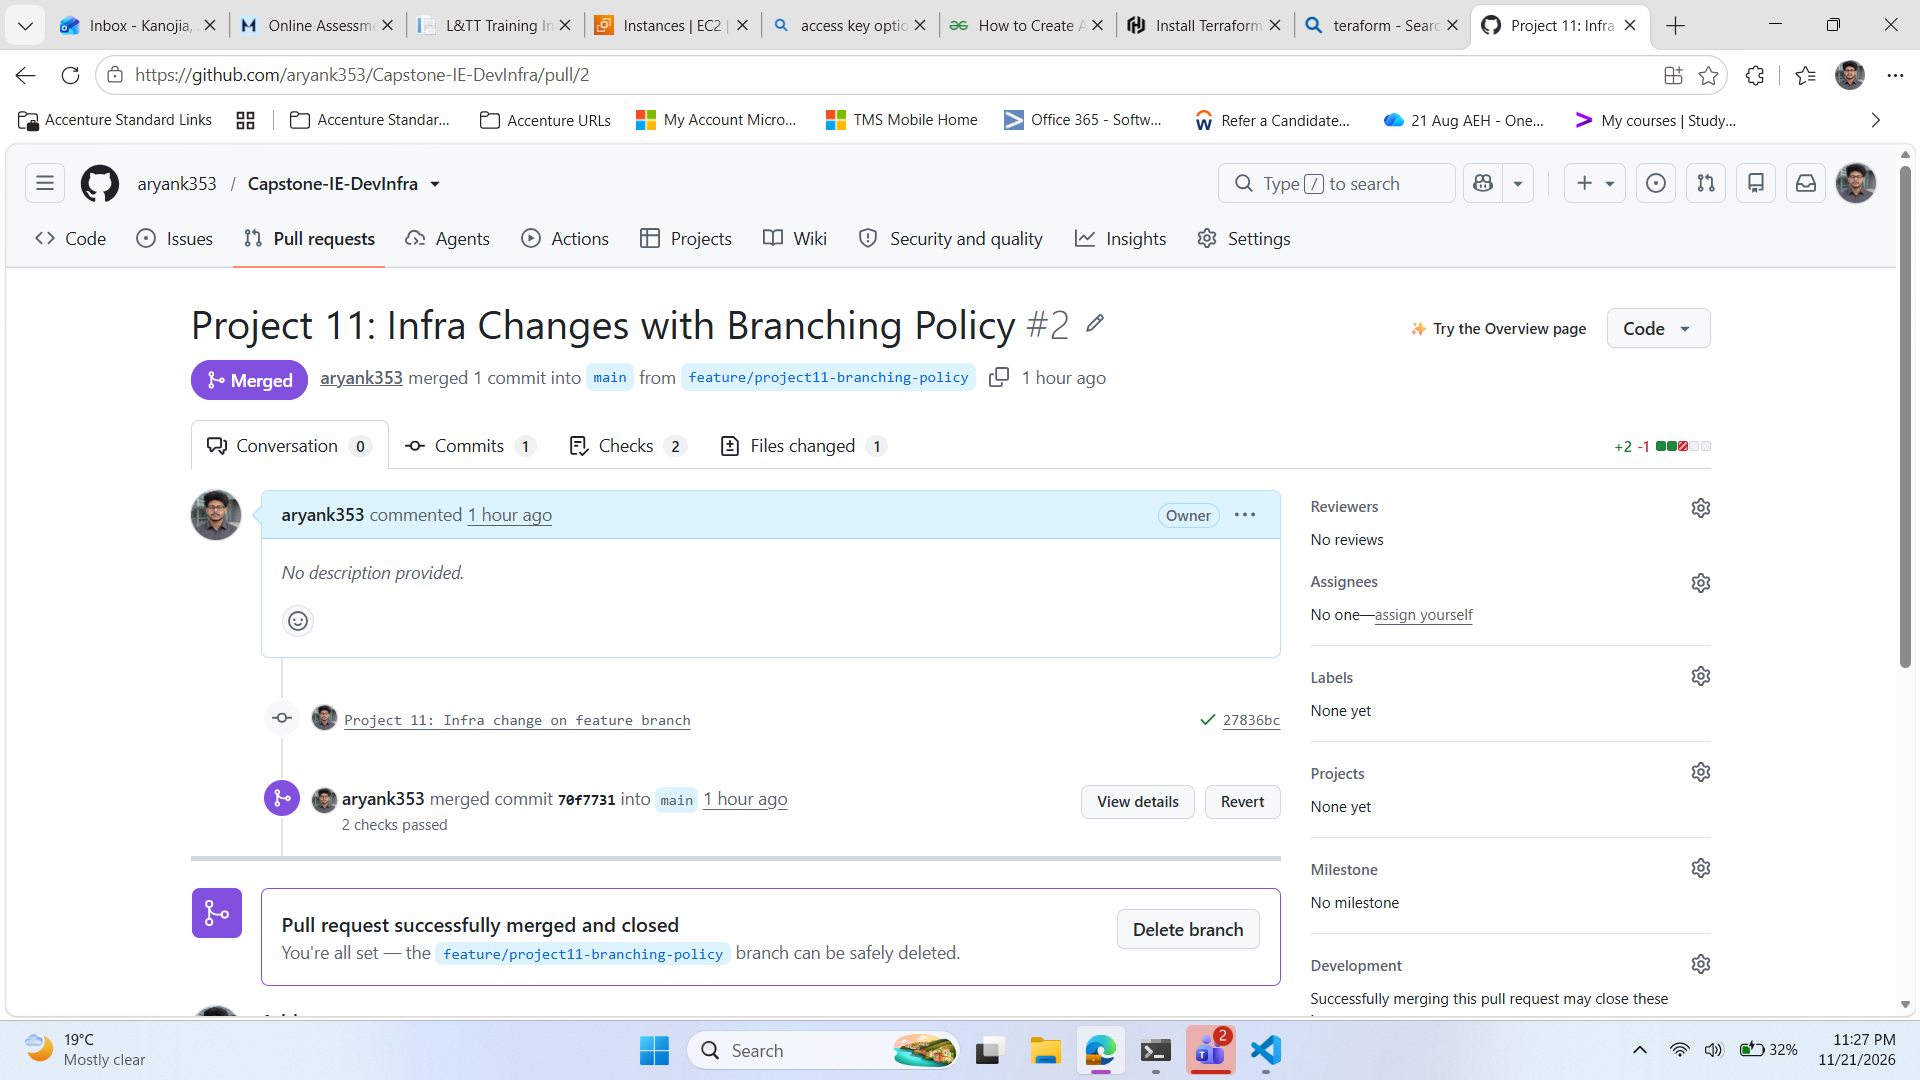 Inbox - Kanojia,
Online Assessme
L&TT Training In
Instances | EC2 |
access key optio
How to Create A
Install Terraform
teraform - Searc
Project 11: Infra
https://github.com/aryank353/Capstone-IE-DevInfra/pull/2
Accenture Standard Links
Accenture Standar...
Accenture URLs
My Account Micro...
TMS Mobile Home
Office 365 - Softw...
Refer a Candidate...
21 Aug AEH - One...
My courses | Study...
aryank353 / Capstone-IE-DevInfra
Type / to search
Code
Issues
Pull requests
Agents
Actions
Projects
Wiki
Security and quality
Insights
Settings
Project 11: Infra Changes with Branching Policy #2
Try the Overview page
Code
Merged
aryank353 merged 1 commit into main from feature/project11-branching-policy 1 hour ago
Conversation 0
Commits 1
Checks 2
Files changed 1
+2 -1
aryank353 commented 1 hour ago
Owner
No description provided.
Project 11: Infra change on feature branch
27836bc
aryank353 merged commit 70f7731 into main 1 hour ago
2 checks passed
View details
Revert
Pull request successfully merged and closed
You're all set — the feature/project11-branching-policy branch can be safely deleted.
Delete branch
Reviewers
No reviews
Assignees
No one—assign yourself
Labels
None yet
Projects
None yet
Milestone
No milestone
Development
Successfully merging this pull request may close these
19°C
Mostly clear
Search
2
32%
11:27 PM
11/21/2026